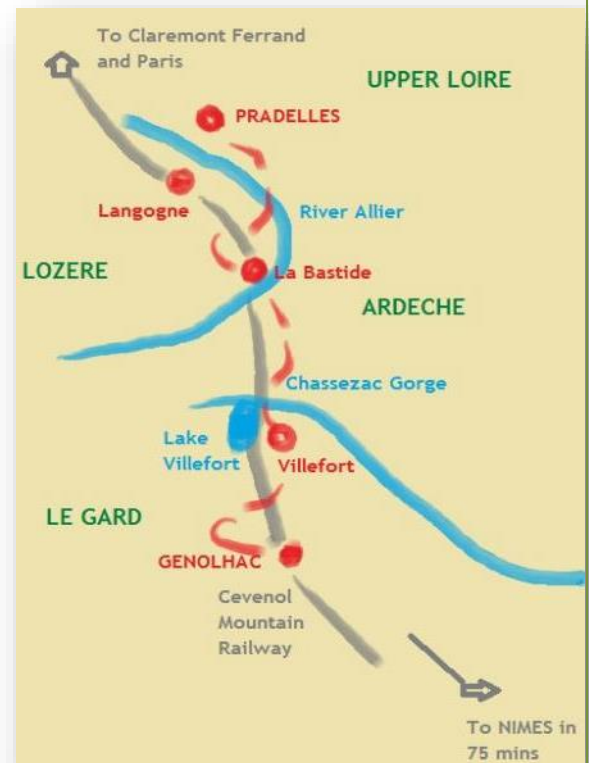 To Claremont Ferrand
and Paris
UPPER LOIRE
PRADELLES
Langogne
River Allier
LOZERE
La Bastide
ARDECHE
Chassezac Gorge
Lake
Villefort
Villefort
LE GARD
GENOLHAC
Cevenol
Mountain
Railway
To NIMES in
75 mins